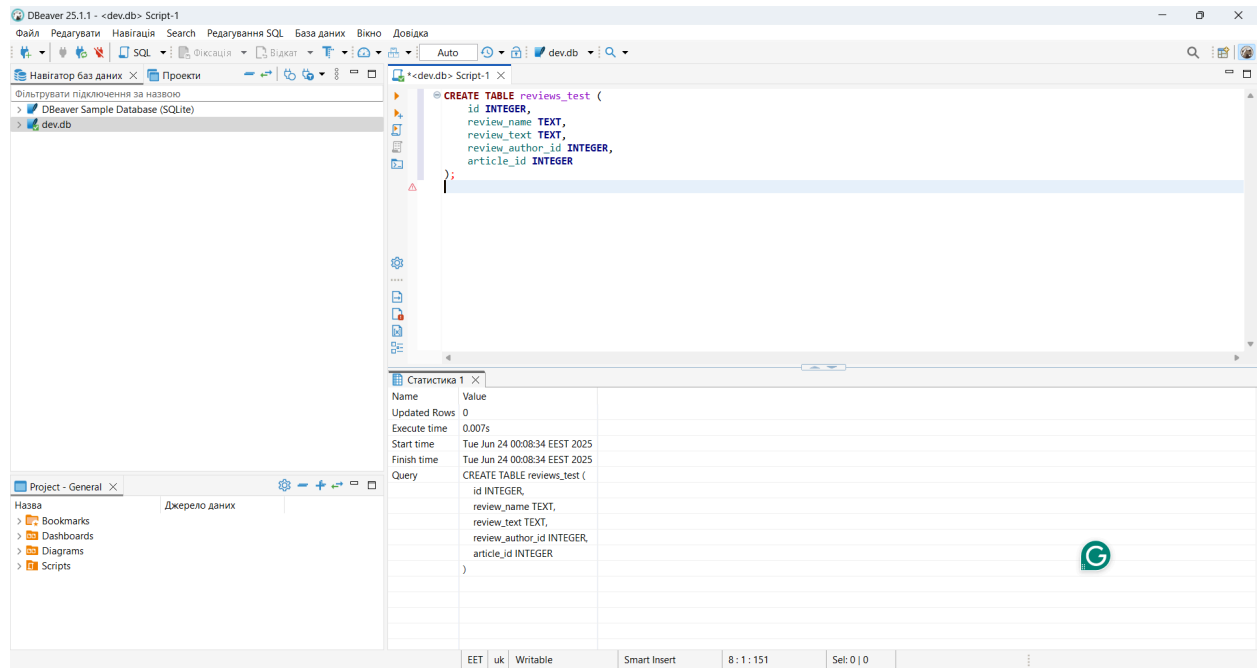 DBeaver 25.1.1 - <dev.db> Script-1
Файл Редагувати Навігація Search Редагування SQL База даних Вікно Довідка
SQL Фіксація Відкат T Auto dev.db
Навігатор баз даних Проекти
*<dev.db> Script-1
Фільтрувати підключення за назвою
DBeaver Sample Database (SQLite)
dev.db
CREATE TABLE reviews_test (
id INTEGER,
review_name TEXT,
review_text TEXT,
review_author_id INTEGER,
article_id INTEGER
);
Статистика 1
Name Value
Updated Rows 0
Execute time 0.007s
Start time Tue Jun 24 00:08:34 EEST 2025
Finish time Tue Jun 24 00:08:34 EEST 2025
Query CREATE TABLE reviews_test (
id INTEGER,
review_name TEXT,
review_text TEXT,
review_author_id INTEGER,
article_id INTEGER
)
Project - General
Назва Джерело даних
Bookmarks
Dashboards
Diagrams
Scripts
G
EET uk Writable Smart Insert 8 : 1 : 151 Sel: 0 | 0